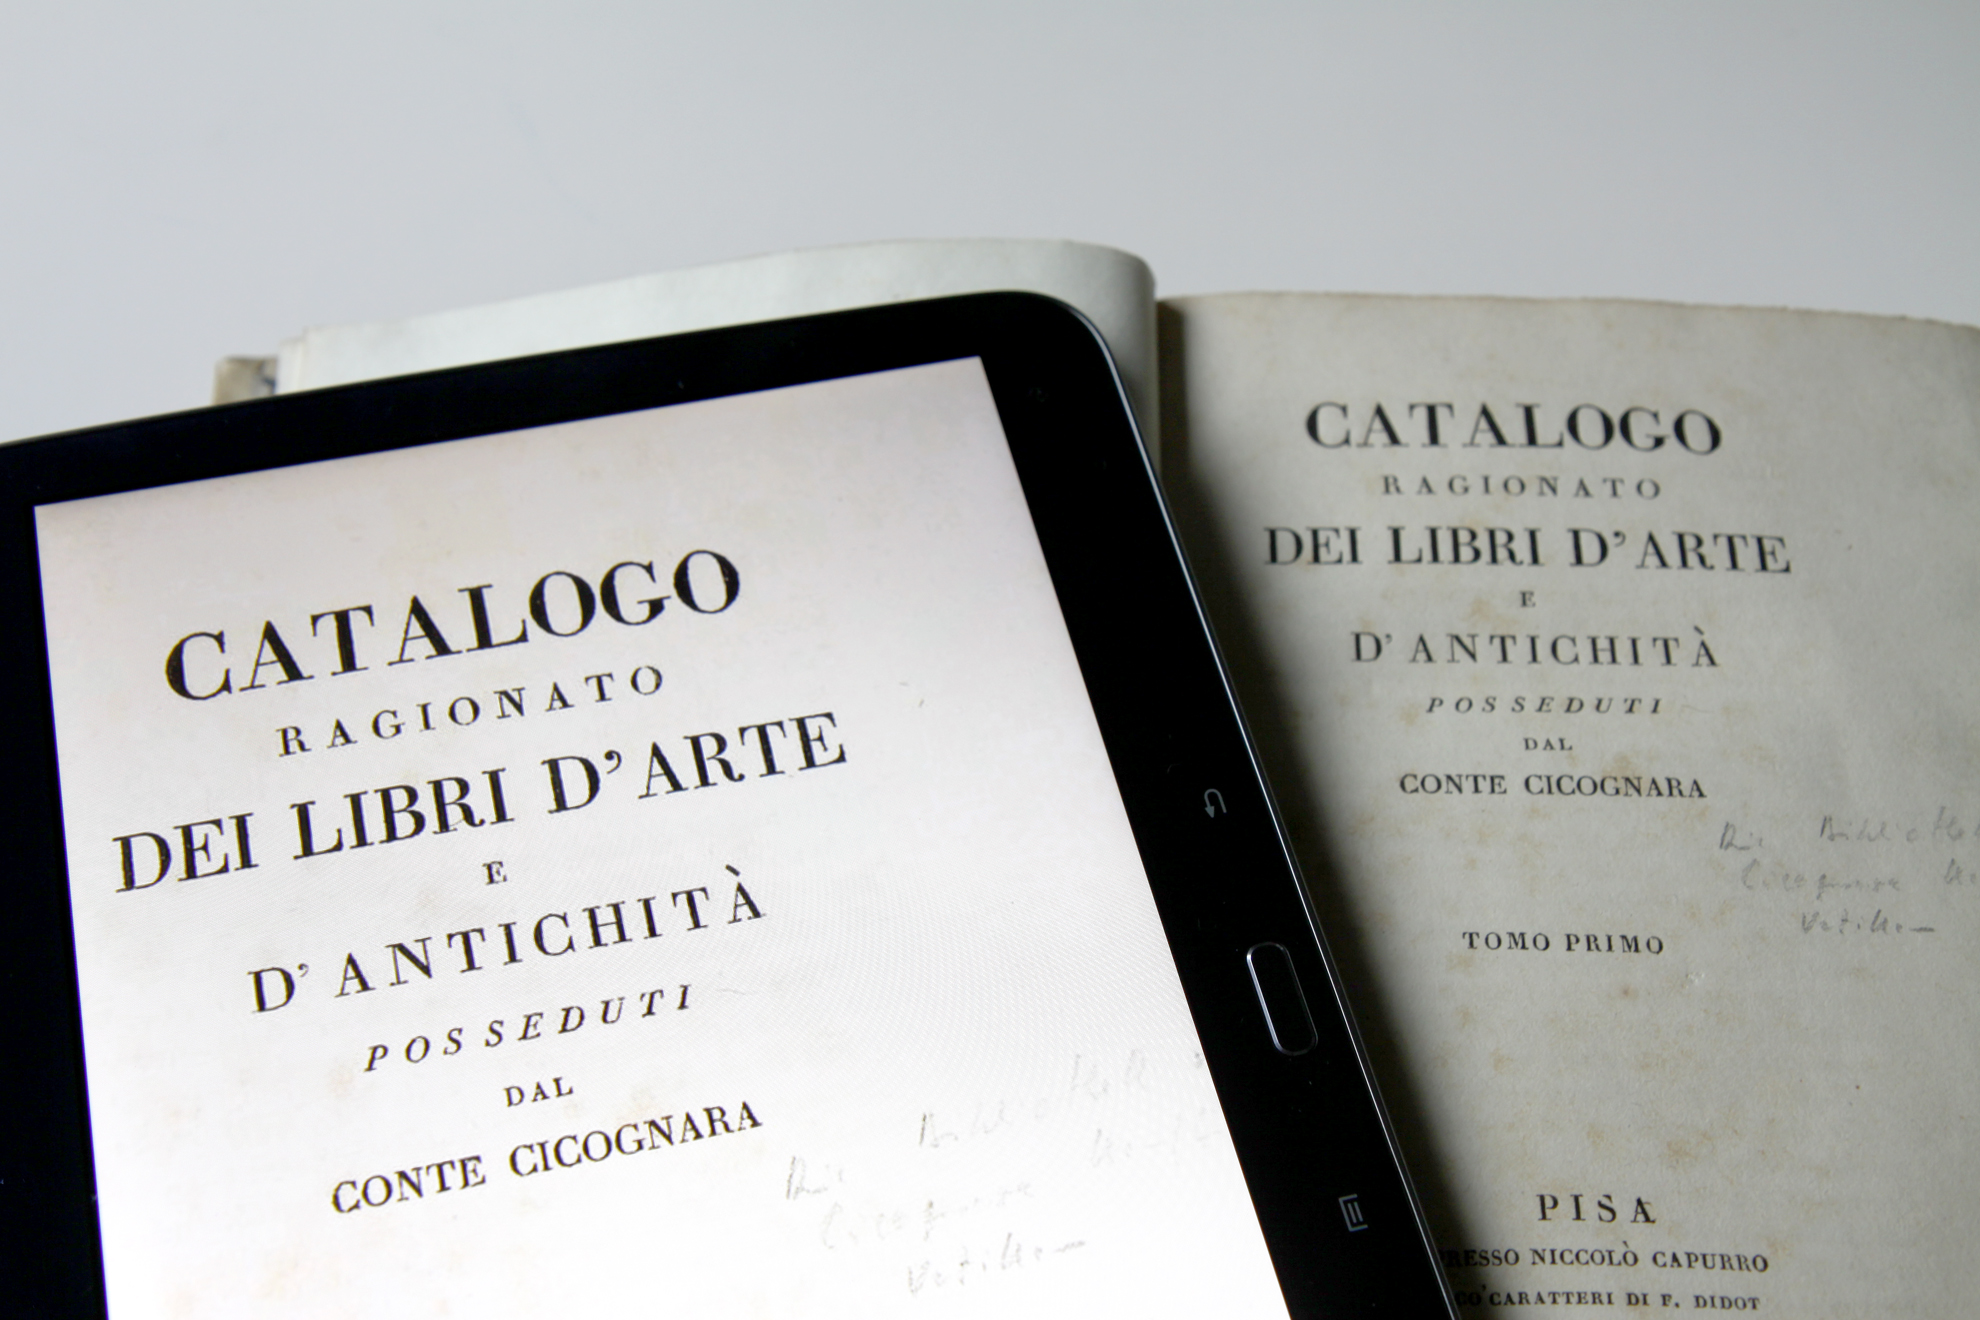 CATALOGO
RAGIONATO
DEI LIBRI D'ARTE
E
D'ANTICHITÀ
POSSEDUTI
DAL
CONTE CICOGNARA
CATALOGO
RAGIONATO
DEI LIBRI D'ARTE
E
D'ANTICHITÀ
POSSEDUTI
DAL
CONTE CICOGNARA
TOMO PRIMO
PISA
NICCOLÒ CAPURRO
CO'CARATTERI DI F. DIDOT